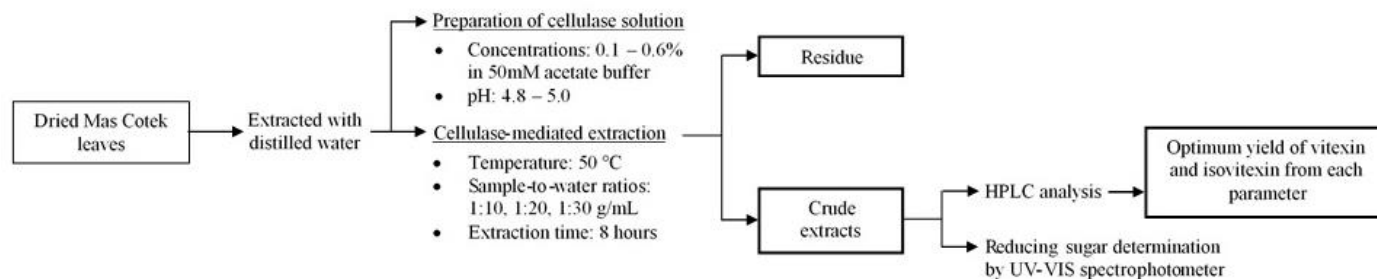 Dried Mas Cotek
leaves
Extracted with
distilled water
Preparation of cellulase solution
• Concentrations: 0.1 – 0.6%
in 50mM acetate buffer
• pH: 4.8 – 5.0
Cellulase-mediated extraction
• Temperature: 50 °C
• Sample-to-water ratios:
1:10, 1:20, 1:30 g/mL
• Extraction time: 8 hours
Residue
Crude
extracts
HPLC analysis
Reducing sugar determination
by UV-VIS spectrophotometer
Optimum yield of vitexin
and isovitexin from each
parameter